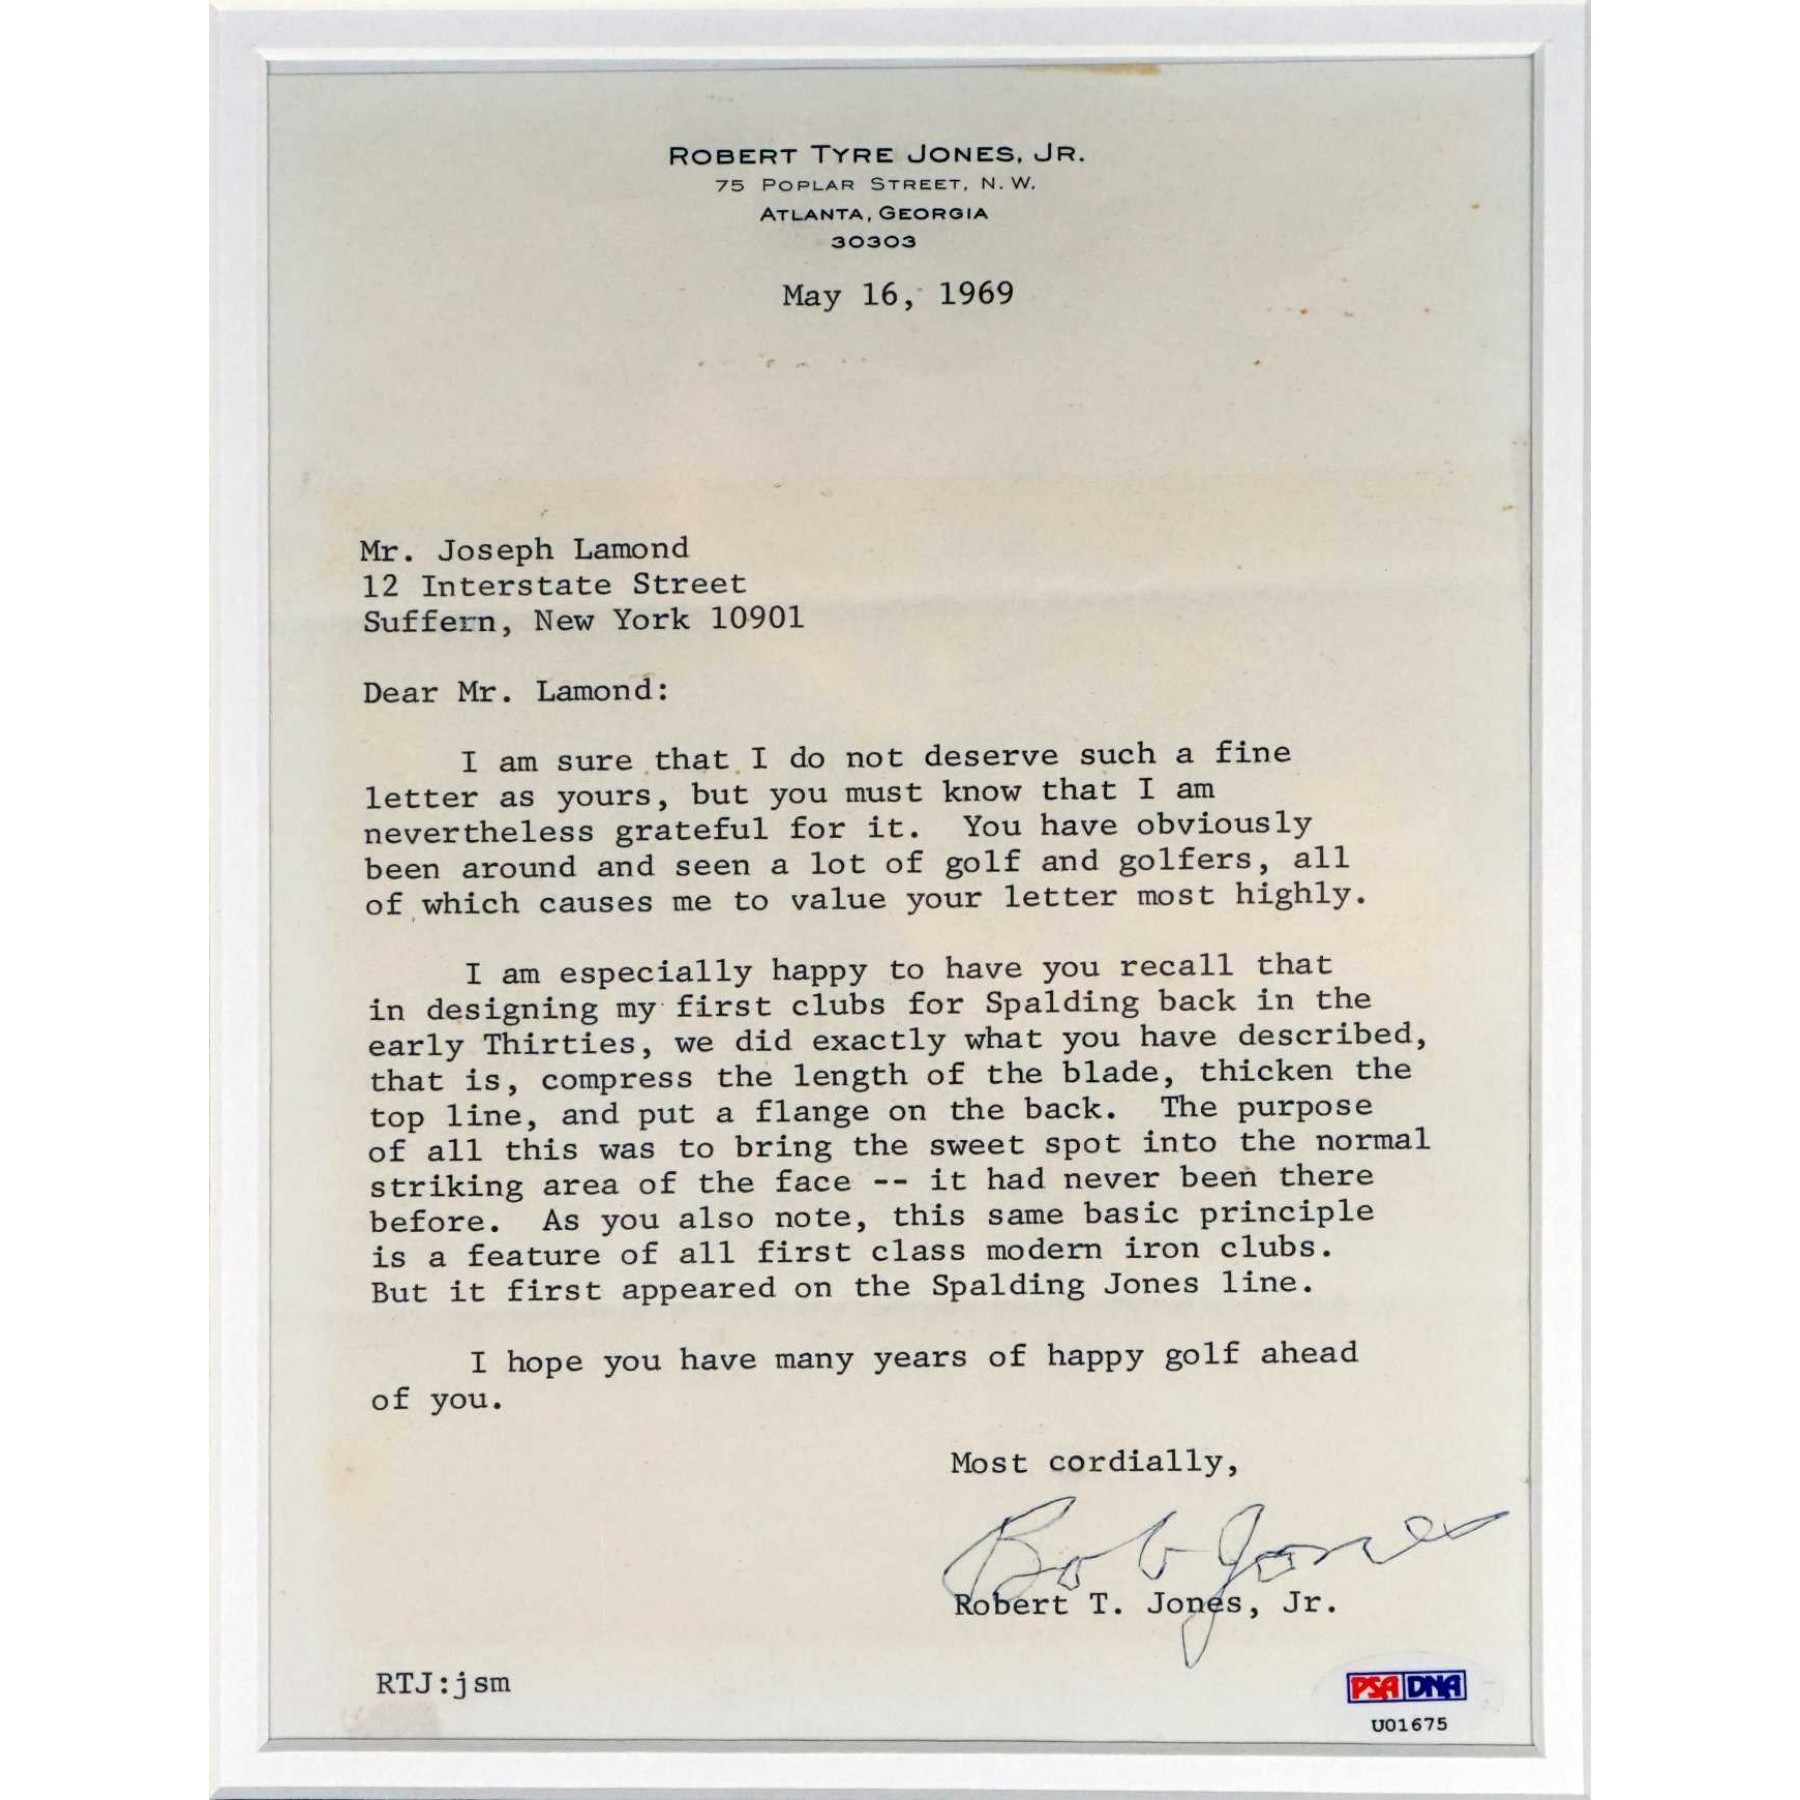 ROBERT TYRE JONES, JR.
75 POPLAR STREET, N. W.
ATLANTA, GEORGIA
30303
May 16, 1969
Mr. Joseph Lamond
12 Interstate Street
Suffern, New York 10901
Dear Mr. Lamond:
I am sure that I do not deserve such a fine
letter as yours, but you must know that I am
nevertheless grateful for it. You have obviously
been around and seen a lot of golf and golfers, all
of which causes me to value your letter most highly.
I am especially happy to have you recall that
in designing my first clubs for Spalding back in the
early Thirties, we did exactly what you have described,
that is, compress the length of the blade, thicken the
top line, and put a flange on the back. The purpose
of all this was to bring the sweet spot into the normal
striking area of the face -- it had never been there
before. As you also note, this same basic principle
is a feature of all first class modern iron clubs.
But it first appeared on the Spalding Jones line.
I hope you have many years of happy golf ahead
of you.
Most cordially,
Bob Jones
Robert T. Jones, Jr.
RTJ:jsm
PSA DNA
U01675